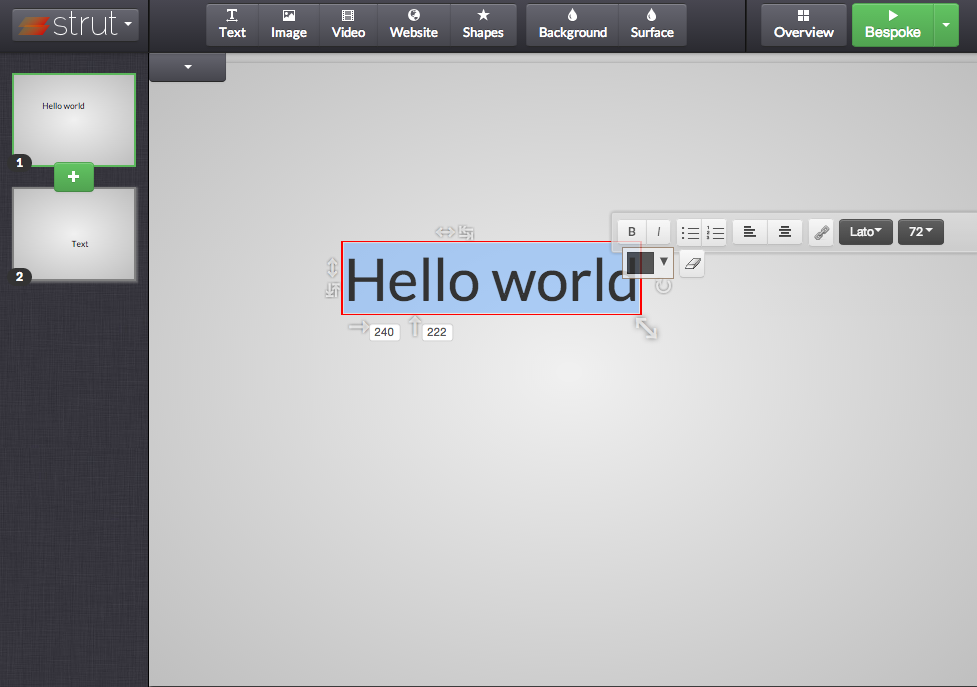 strut
Text Image Video Website Shapes Background Surface Overview Bespoke
Hello world
1
Text
2
B I Lato 72
Hello world
240 222